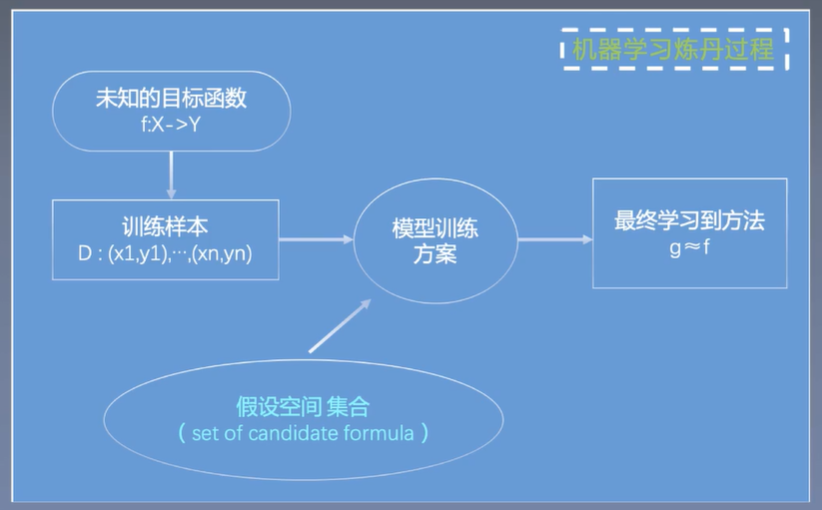 机器学习炼丹过程
未知的目标函数
f:X->Y
训练样本
D : (x1,y1),···,(xn,yn)
模型训练
方案
最终学习到方法
g≈f
假设空间 集合
( set of candidate formula )